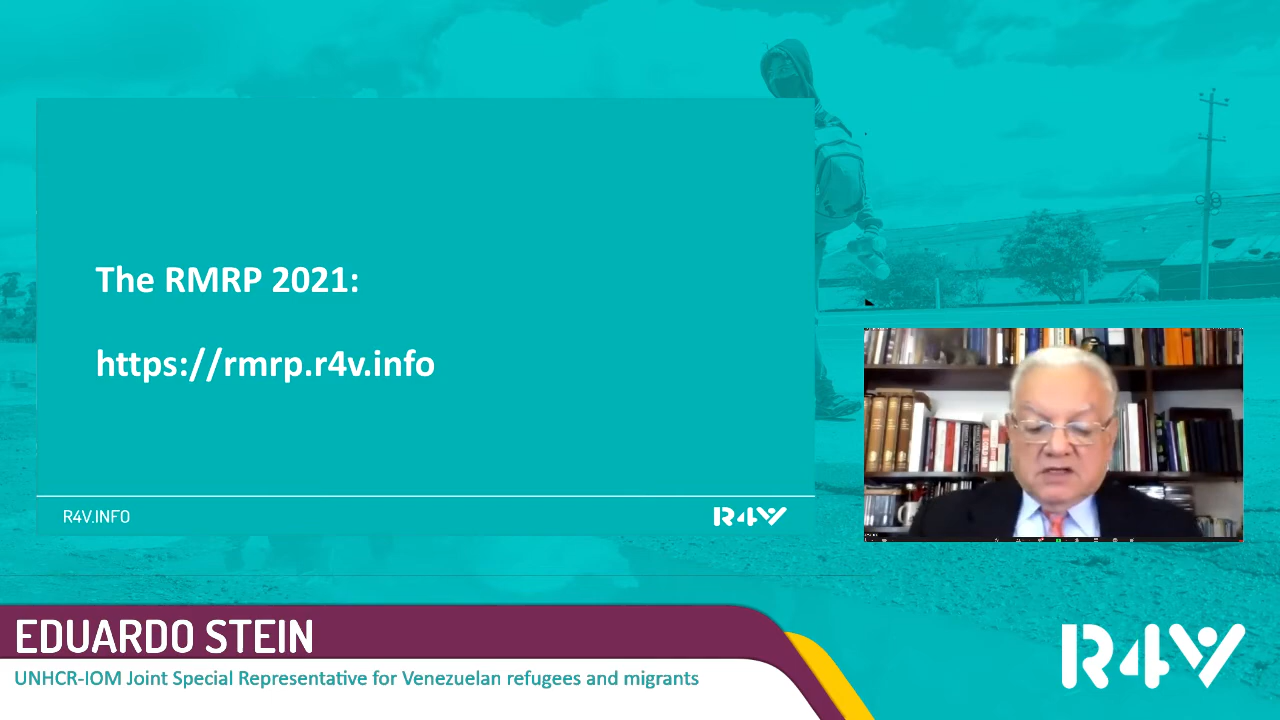 The RMRP 2021:
https://rmrp.r4v.info
R4V.INFO
R4V
EDUARDO STEIN
UNHCR-IOM Joint Special Representative for Venezuelan refugees and migrants
R4V